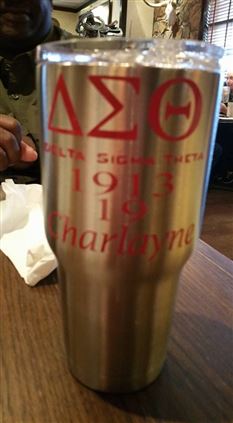 ΔΣΘ
DELTA SIGMA THETA
1913
19
Charlayne